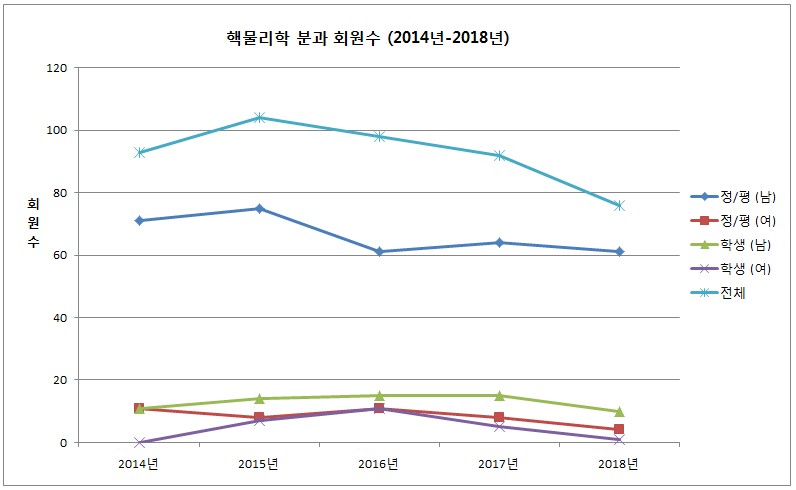 핵물리학 분과 회원수 (2014년-2018년)
120
100
80
60
40
20
0
회원수
2014년 2015년 2016년 2017년 2018년
정/평 (남)
정/평 (여)
학생 (남)
학생 (여)
전체